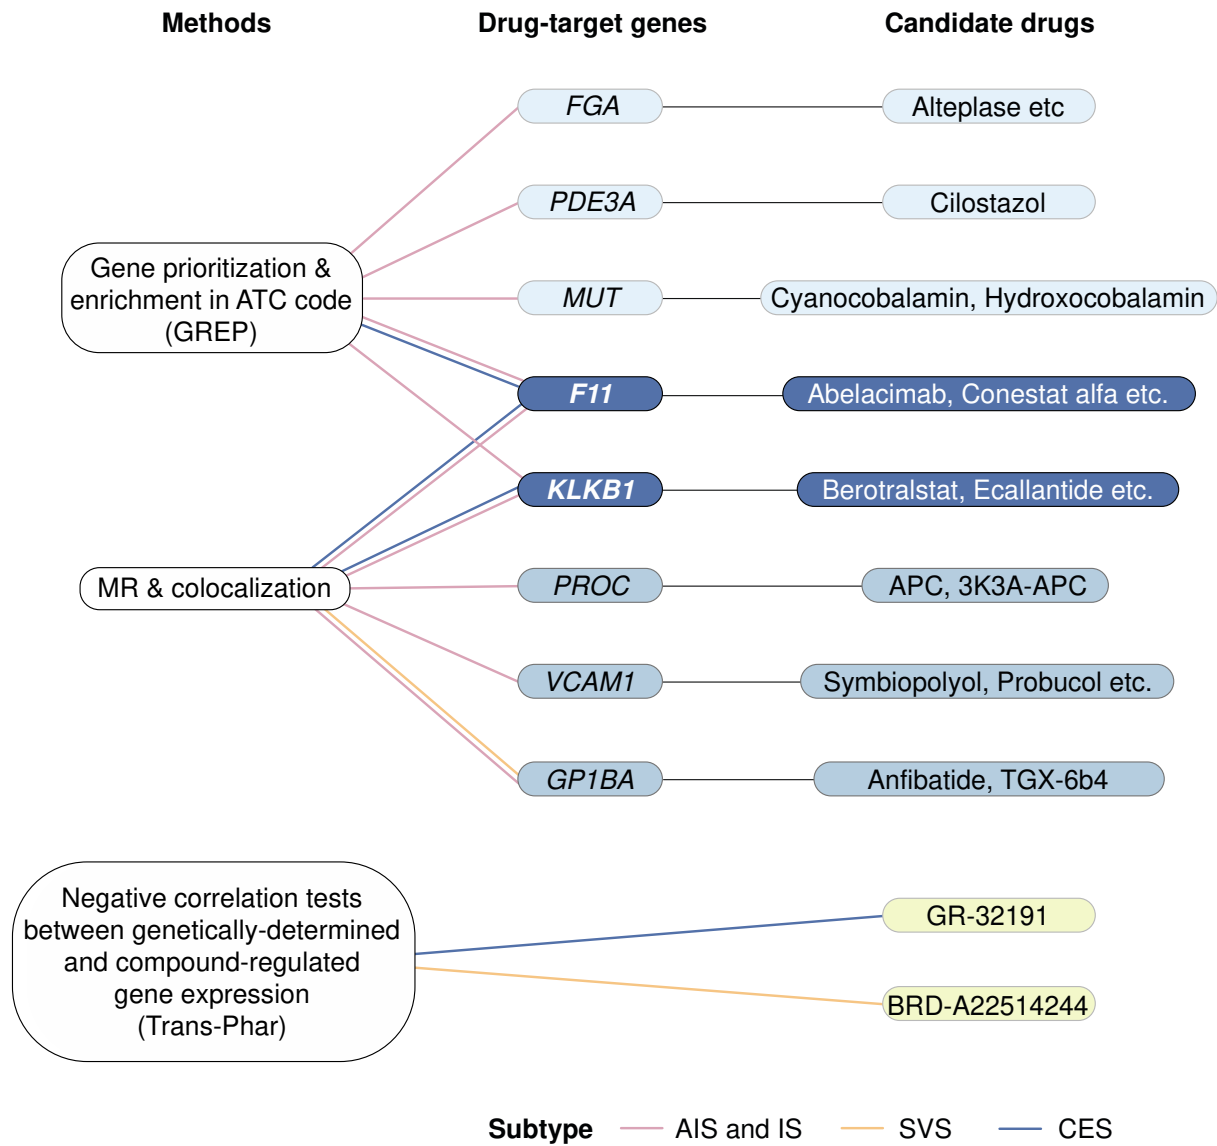 Methods Drug-target genes Candidate drugs
FGA Alteplase etc
PDE3A Cilostazol
Gene prioritization &
enrichment in ATC code
(GREP)
MUT Cyanocobalamin, Hydroxocobalamin
F11 Abelacimab, Conestat alfa etc.
KLKB1 Berotralstat, Ecallantide etc.
MR & colocalization PROC APC, 3K3A-APC
VCAM1 Symbiopolyol, Probucol etc.
GP1BA Anfibatide, TGX-6b4
Negative correlation tests
between genetically-determined
and compound-regulated
gene expression
(Trans-Phar)
GR-32191
BRD-A22514244
Subtype AIS and IS SVS CES